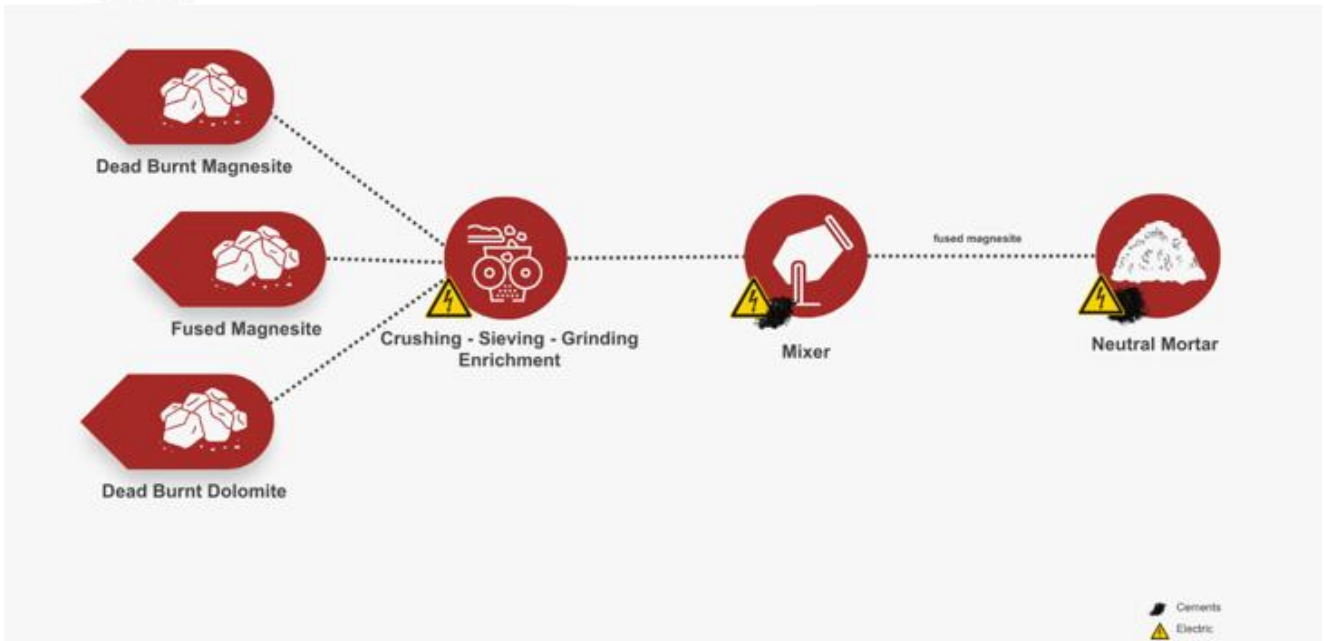 Dead Burnt Magnesite
Fused Magnesite
Dead Burnt Dolomite
Crushing - Sieving - Grinding
Enrichment
Mixer
fused magnesite
Neutral Mortar
Cements
Electric